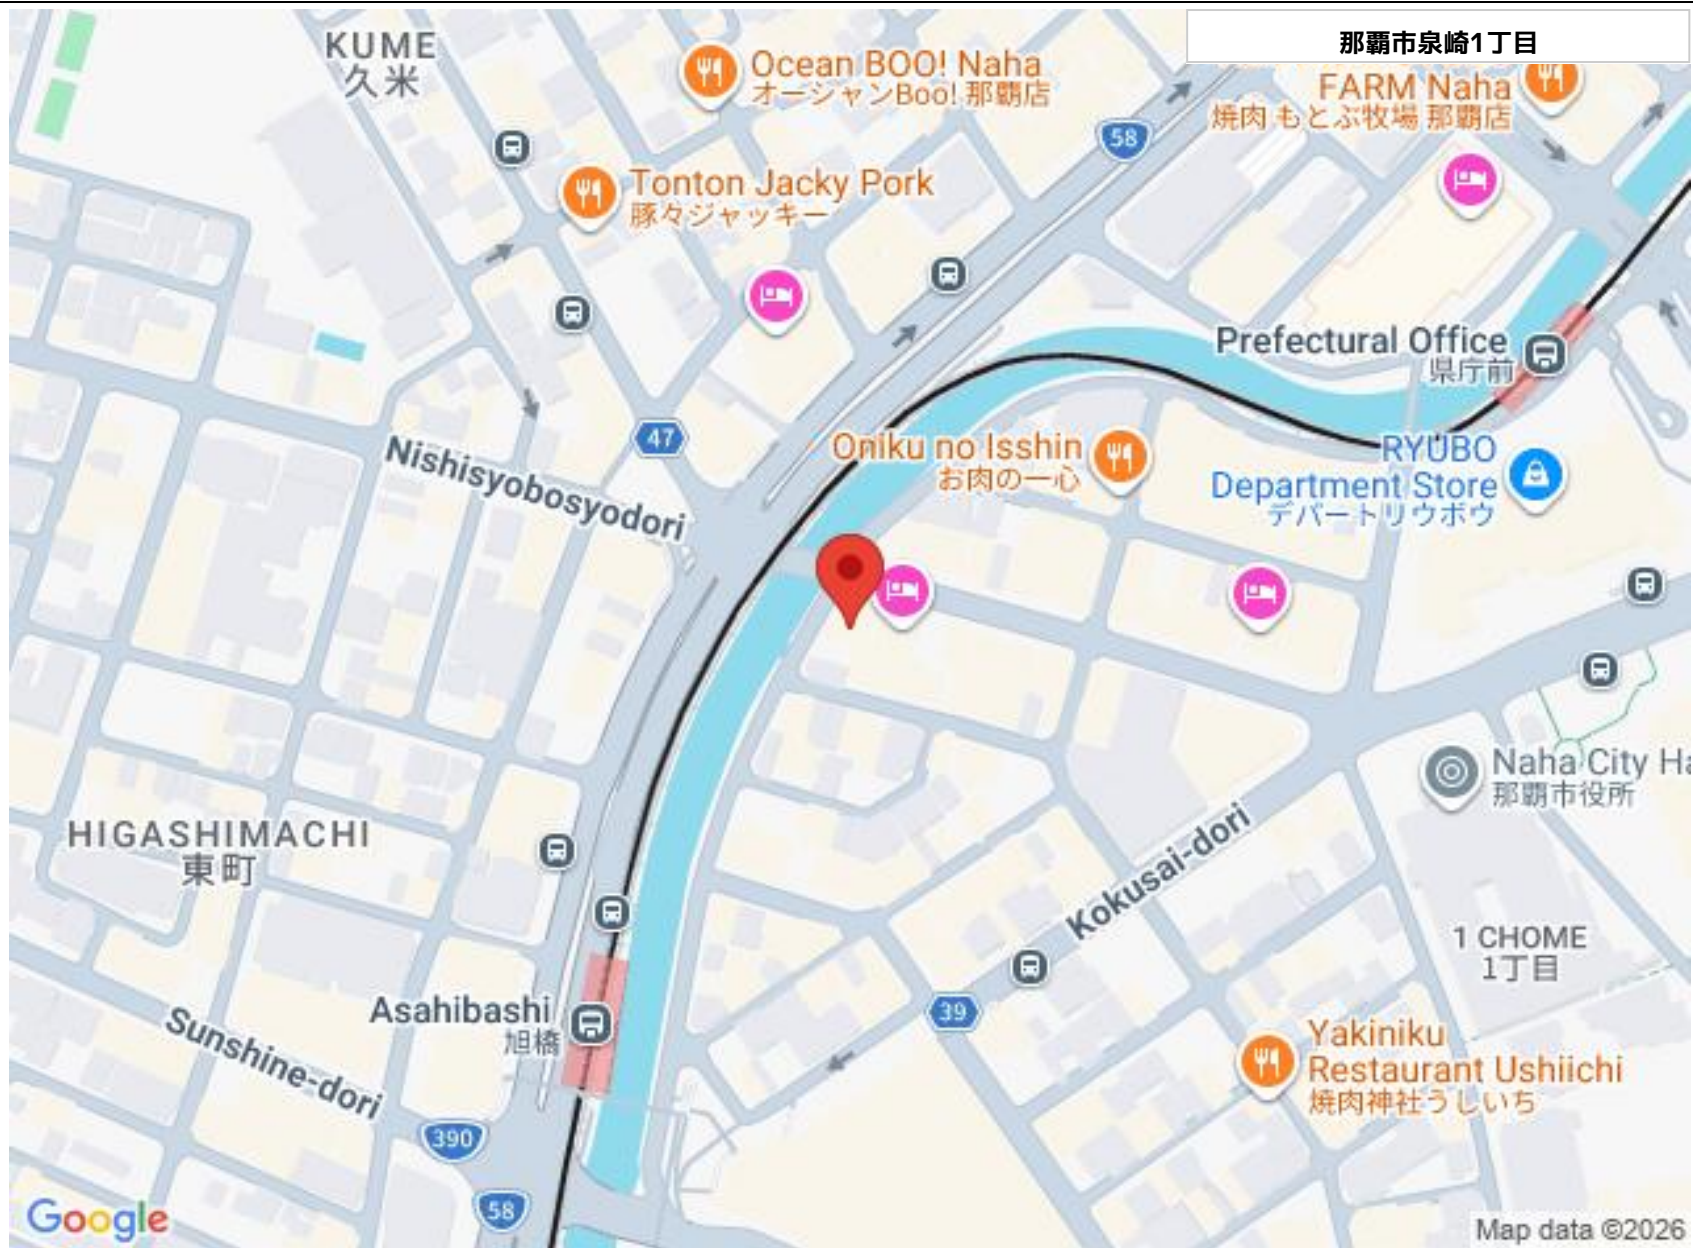 那覇市泉崎1丁目
KUME
久米
Ocean BOO! Naha
オーシャンBoo! 那覇店
FARM Naha
焼肉 もとぶ牧場 那覇店
58
Tonton Jacky Pork
豚々ジャッキー
Prefectural Office
県庁前
47
Nishisyobosyodori
Oniku no Isshin
お肉の一心
RYUBO
Department Store
デパートリウボウ
Naha City Ha
那覇市役所
HIGASHIMACHI
東町
Kokusai-dori
1 CHOME
1丁目
Asahibashi
旭橋
39
Sunshine-dori
Yakiniku
Restaurant Ushiichi
焼肉神社うしいち
390
58
Google
Map data ©2026